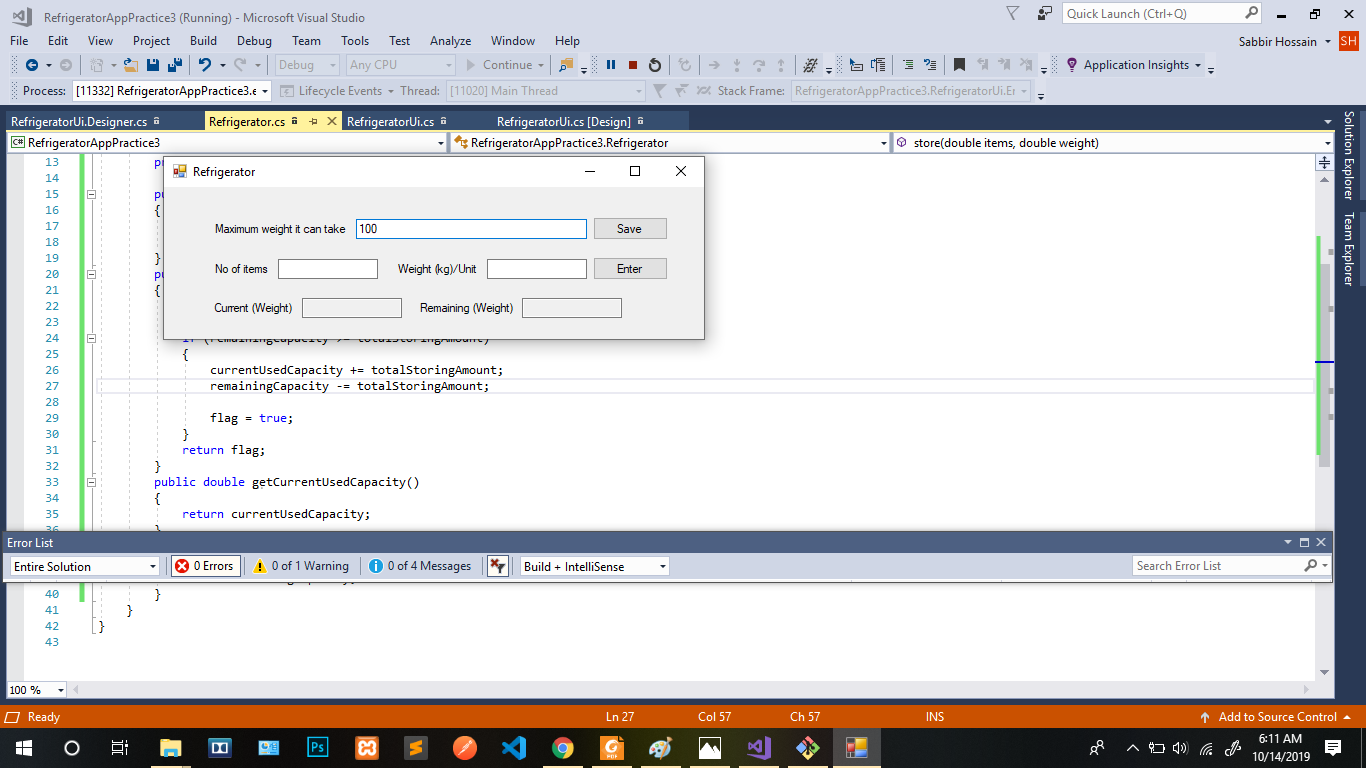 RefrigeratorAppPractice3 (Running) - Microsoft Visual Studio
Quick Launch (Ctrl+Q)
File Edit View Project Build Debug Team Tools Test Analyze Window Help
Sabbir Hossain SH
Debug Any CPU Continue Application Insights
Process: [11332] RefrigeratorAppPractice3.e Lifecycle Events Thread: [11020] Main Thread Stack Frame: RefrigeratorAppPractice3.RefrigeratorUi.Er
RefrigeratorUi.Designer.cs Refrigerator.cs RefrigeratorUi.cs RefrigeratorUi.cs [Design]
C# RefrigeratorAppPractice3 RefrigeratorAppPractice3.Refrigerator store(double items, double weight)
Solution Explorer
Team Explorer
Refrigerator
Maximum weight it can take 100 Save
No of items Weight (kg)/Unit Enter
Current (Weight) Remaining (Weight)
13
14
15
16 {
17
18
19 }
20
21 {
22
23
24 if (remainingCapacity >= totalStoringAmount)
25 {
26 currentUsedCapacity += totalStoringAmount;
27 remainingCapacity -= totalStoringAmount;
28
29 flag = true;
30 }
31 return flag;
32 }
33 public double getCurrentUsedCapacity()
34 {
35 return currentUsedCapacity;
36 }
Error List
Entire Solution 0 Errors 0 of 1 Warning 0 of 4 Messages Build + IntelliSense Search Error List
40 }
41 }
42 }
43
100 %
Ready Ln 27 Col 57 Ch 57 INS Add to Source Control
Ps
6:11 AM
10/14/2019